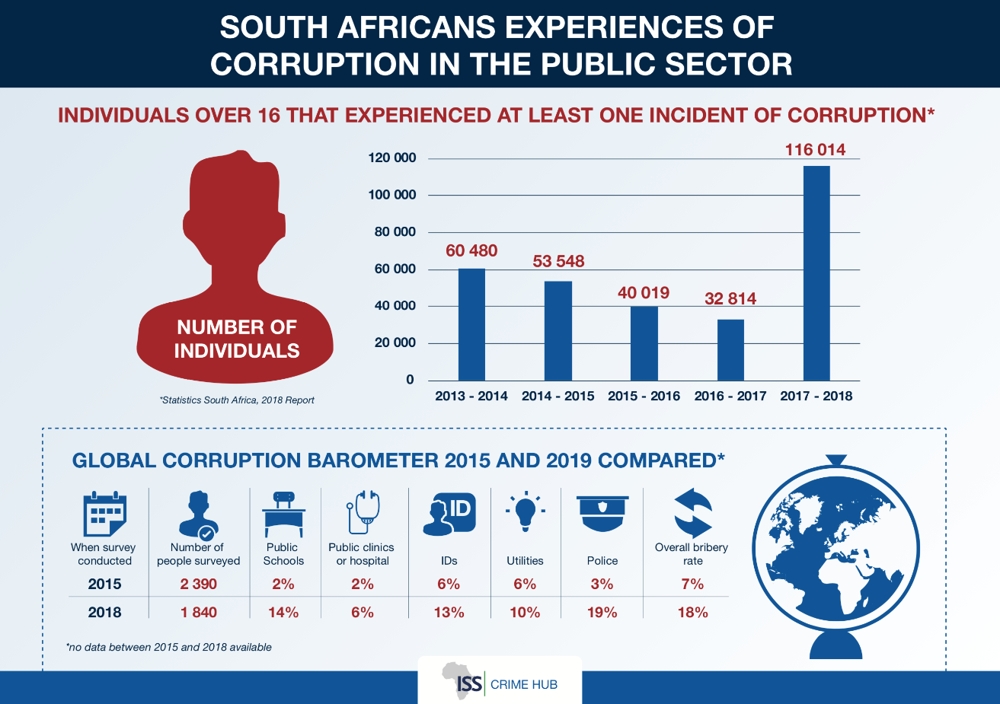 SOUTH AFRICANS EXPERIENCES OF
CORRUPTION IN THE PUBLIC SECTOR
INDIVIDUALS OVER 16 THAT EXPERIENCED AT LEAST ONE INCIDENT OF CORRUPTION*
NUMBER OF
INDIVIDUALS
*Statistics South Africa, 2018 Report
120 000
100 000
80 000
60 000
40 000
20 000
0
60 480
53 548
40 019
32 814
116 014
2013 - 2014 2014 - 2015 2015 - 2016 2016 - 2017 2017 - 2018
GLOBAL CORRUPTION BAROMETER 2015 AND 2019 COMPARED*
ID
When survey
conducted
Number of
people surveyed
Public
Schools
Public clinics
or hospital
IDs
Utilities
Police
Overall bribery
rate
2015 2 390 2% 2% 6% 6% 3% 7%
2018 1 840 14% 6% 13% 10% 19% 18%
*no data between 2015 and 2018 available
ISS CRIME HUB